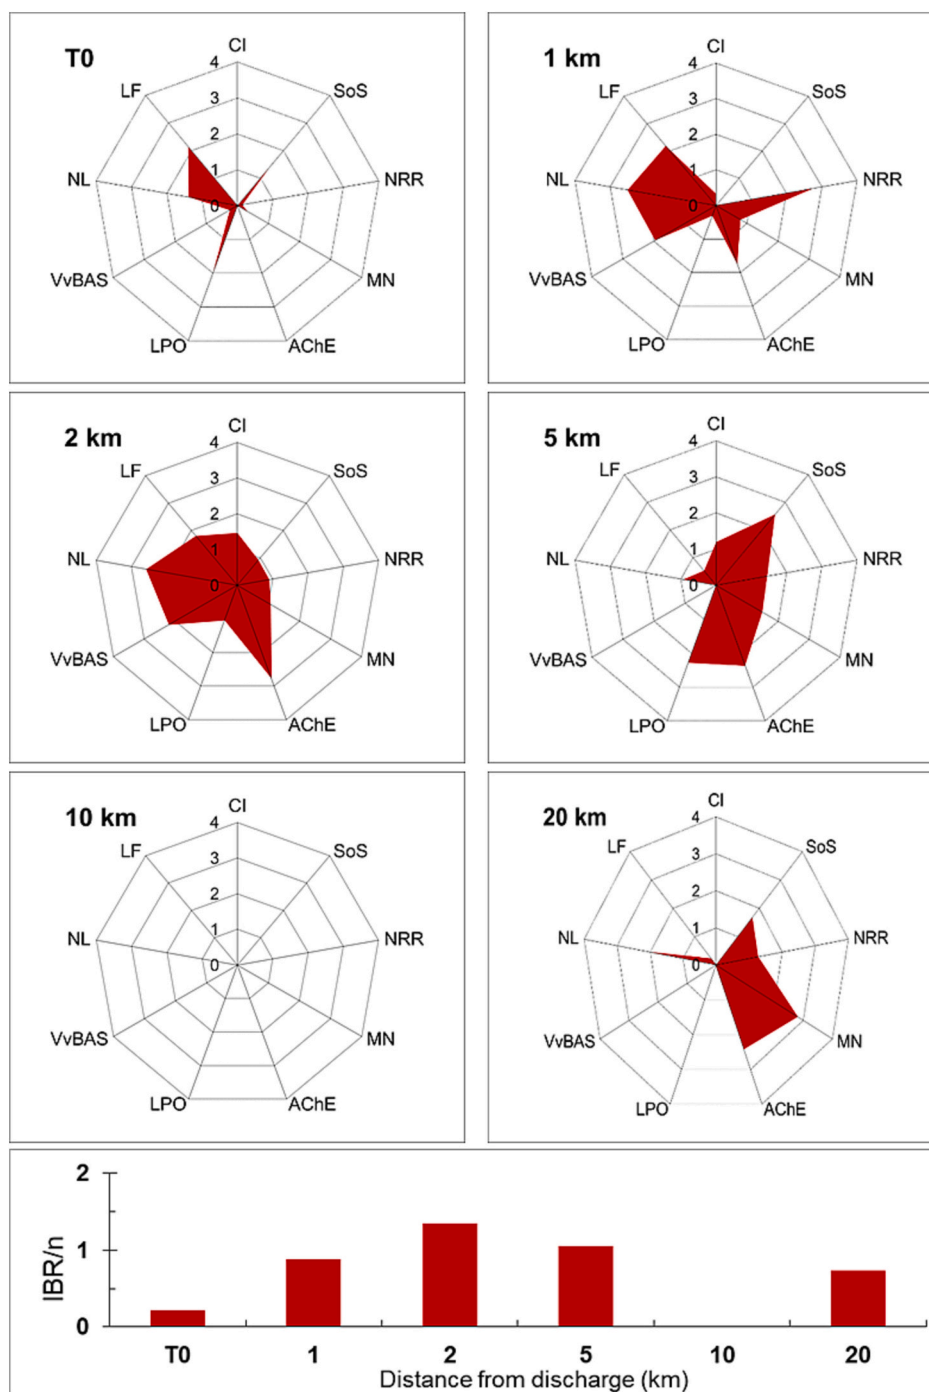 T0
CI
SoS
NRR
MN
AChE
LPO
VvBAS
NL
LF
4
3
2
1
0
1 km
CI
SoS
NRR
MN
AChE
LPO
VvBAS
NL
LF
4
3
2
1
0
2 km
CI
SoS
NRR
MN
AChE
LPO
VvBAS
NL
LF
4
3
2
1
0
5 km
CI
SoS
NRR
MN
AChE
LPO
VvBAS
NL
LF
4
3
2
1
0
10 km
CI
SoS
NRR
MN
AChE
LPO
VvBAS
NL
LF
4
3
2
1
0
20 km
CI
SoS
NRR
MN
AChE
LPO
VvBAS
NL
LF
4
3
2
1
0
IBR/n
2
1
0
T0 1 2 5 10 20
Distance from discharge (km)